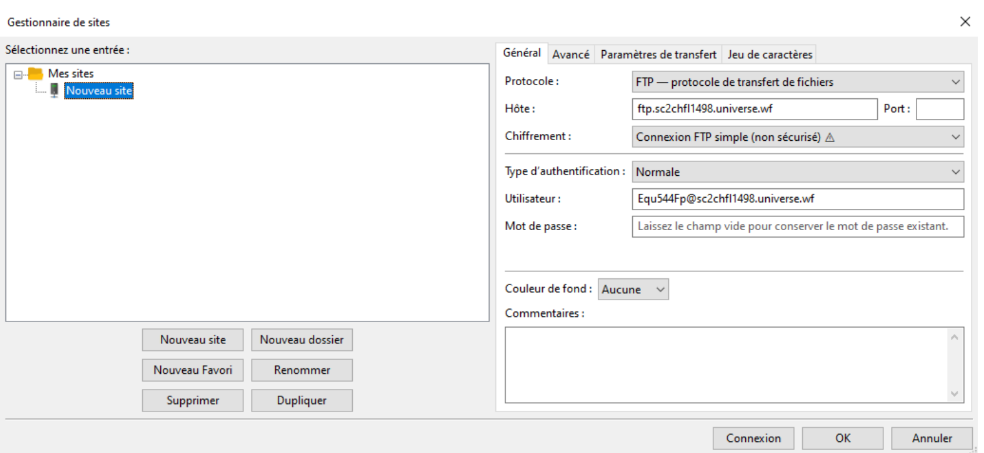 Gestionnaire de sites
Sélectionnez une entrée :
Mes sites
Nouveau site
Nouveau site
Nouveau dossier
Nouveau Favori
Renommer
Supprimer
Dupliquer
Général Avancé Paramètres de transfert Jeu de caractères
Protocole : FTP — protocole de transfert de fichiers
Hôte : ftp.sc2chfl1498.universe.wf Port :
Chiffrement : Connexion FTP simple (non sécurisé) ⚠
Type d'authentification : Normale
Utilisateur : Equ544Fp@sc2chfl1498.universe.wf
Mot de passe : Laissez le champ vide pour conserver le mot de passe existant.
Couleur de fond : Aucune
Commentaires :
Connexion OK Annuler